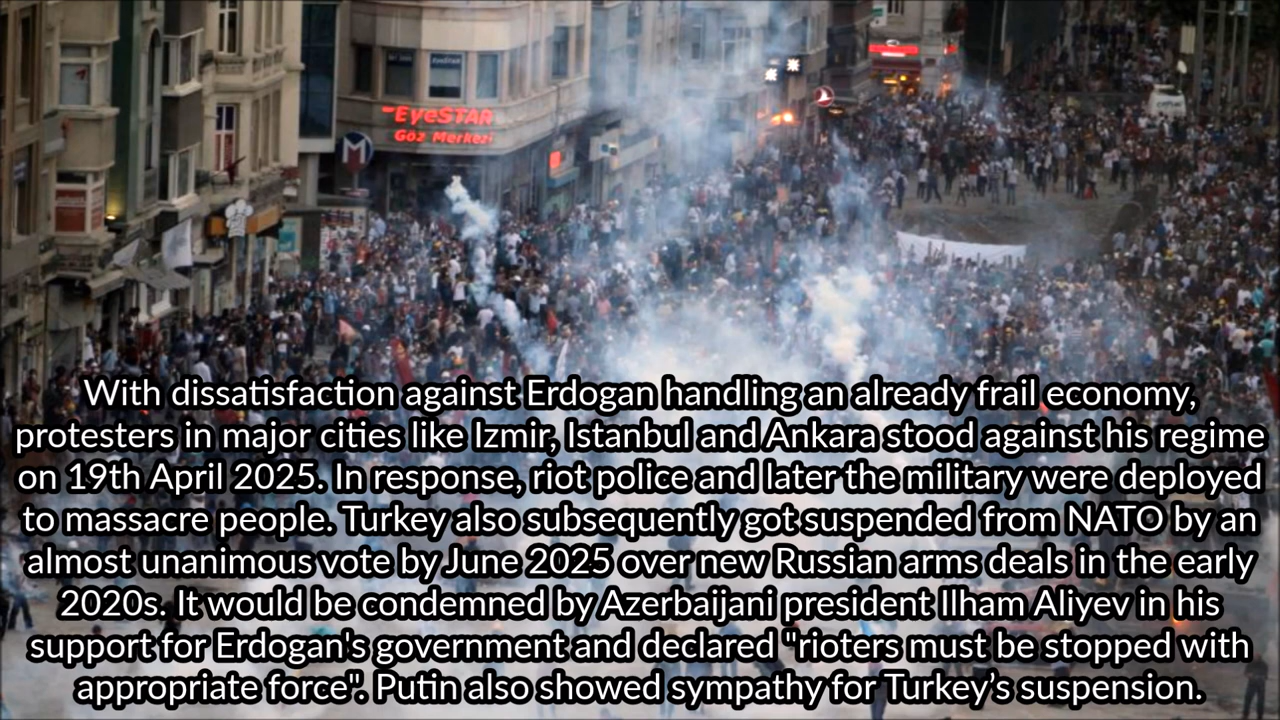 EyeSTAR
Göz Merkezi
M
With dissatisfaction against Erdogan handling an already frail economy,
protesters in major cities like Izmir, Istanbul and Ankara stood against his regime
on 19th April 2025. In response, riot police and later the military were deployed
to massacre people. Turkey also subsequently got suspended from NATO by an
almost unanimous vote by June 2025 over new Russian arms deals in the early
2020s. It would be condemned by Azerbaijani president Ilham Aliyev in his
support for Erdogan's government and declared "rioters must be stopped with
appropriate force". Putin also showed sympathy for Turkey’s suspension.